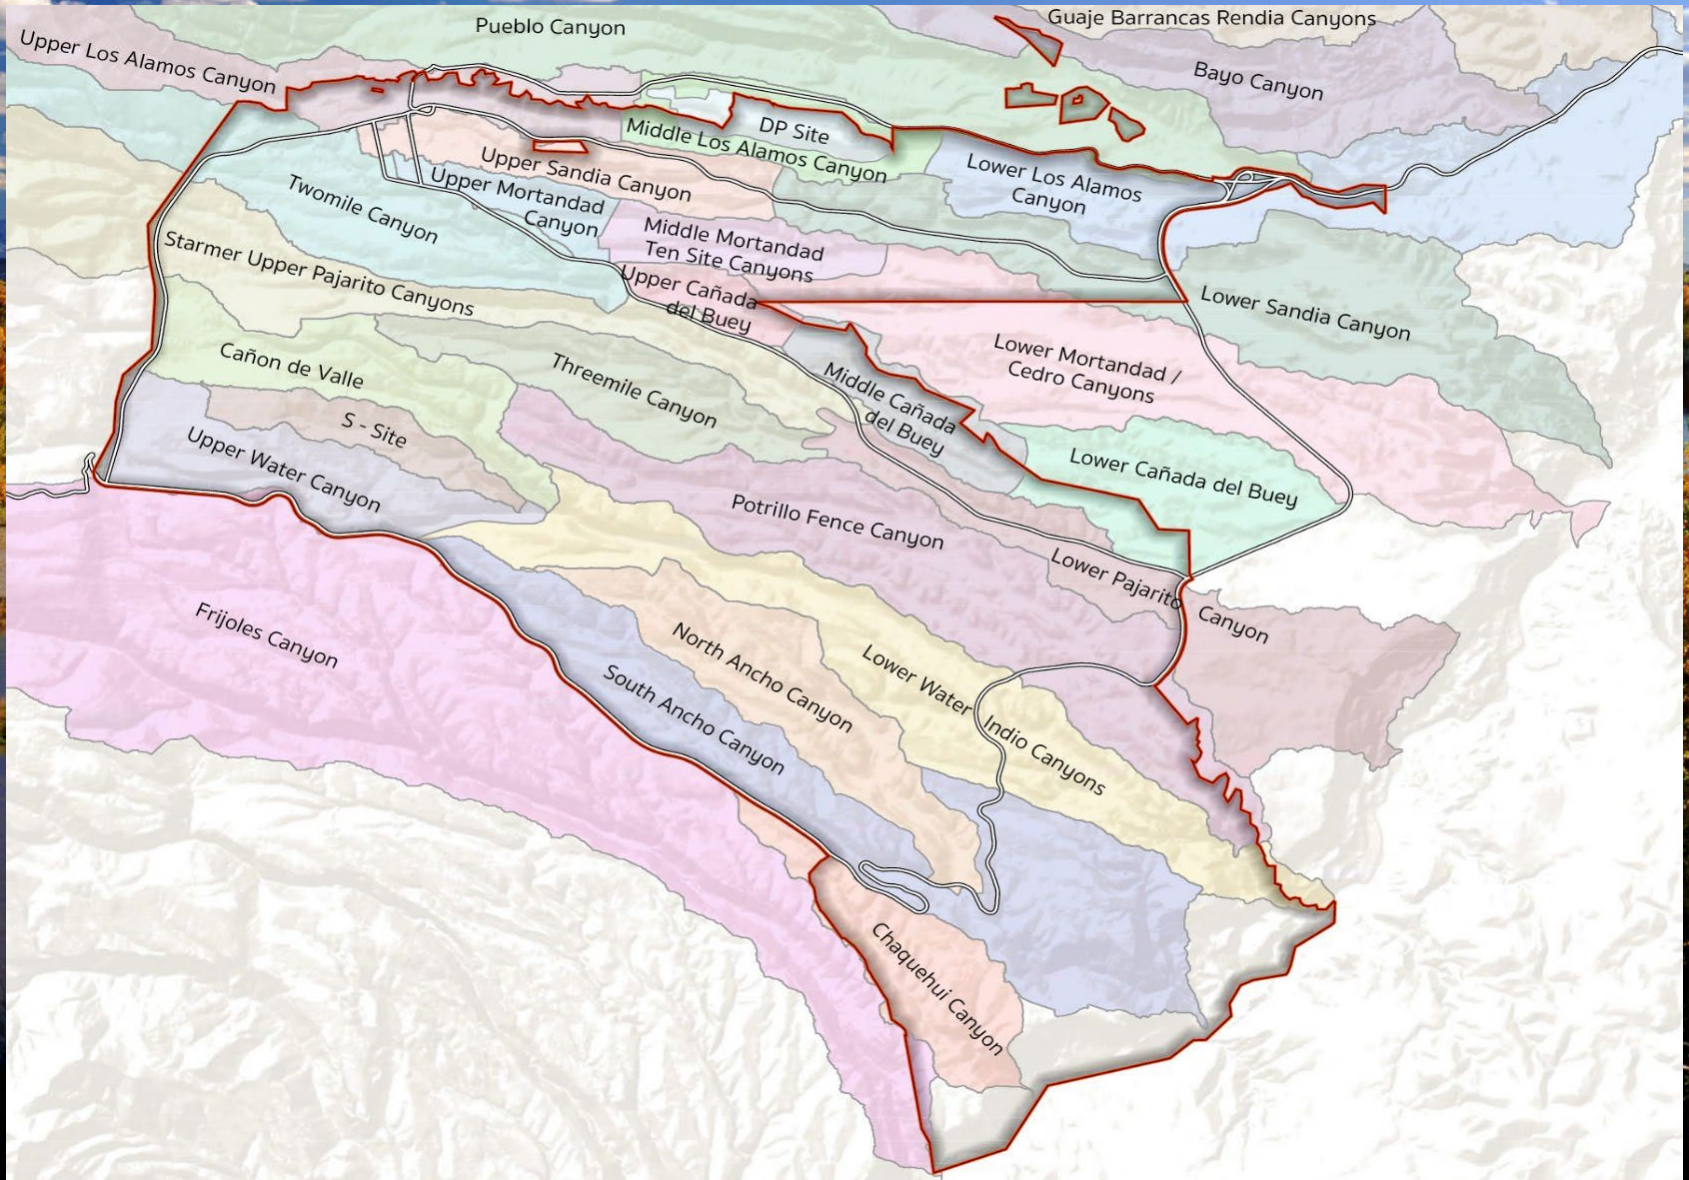 Guaje Barrancas Rendia Canyons
Pueblo Canyon
Upper Los Alamos Canyon
Bayo Canyon
DP Site
Middle Los Alamos Canyon
Lower Los Alamos
Canyon
Upper Sandia Canyon
Upper Mortandad
Canyon
Twomile Canyon
Middle Mortandad
Ten Site Canyons
Starmer Upper Pajarito Canyons
Upper Cañada
del Buey
Lower Sandia Canyon
Lower Mortandad /
Cedro Canyons
Cañon de Valle
Threemile Canyon
Middle Cañada
del Buey
S - Site
Upper Water Canyon
Lower Cañada del Buey
Potrillo Fence Canyon
Lower Pajarito Canyon
Frijoles Canyon
North Ancho Canyon
South Ancho Canyon
Lower Water Indio Canyons
Chaquehui Canyon